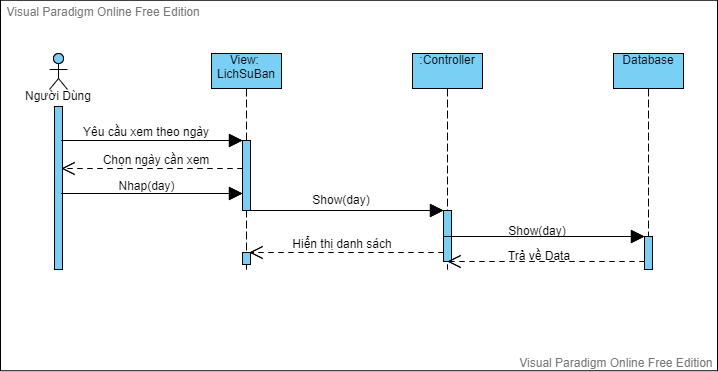 Visual Paradigm Online Free Edition
View:
LichSuBan
:Controller
Database
Người Dùng
Yêu cầu xem theo ngày
Chọn ngày cần xem
Nhap(day)
Show(day)
Show(day)
Hiển thị danh sách
Trả về Data
Visual Paradigm Online Free Edition